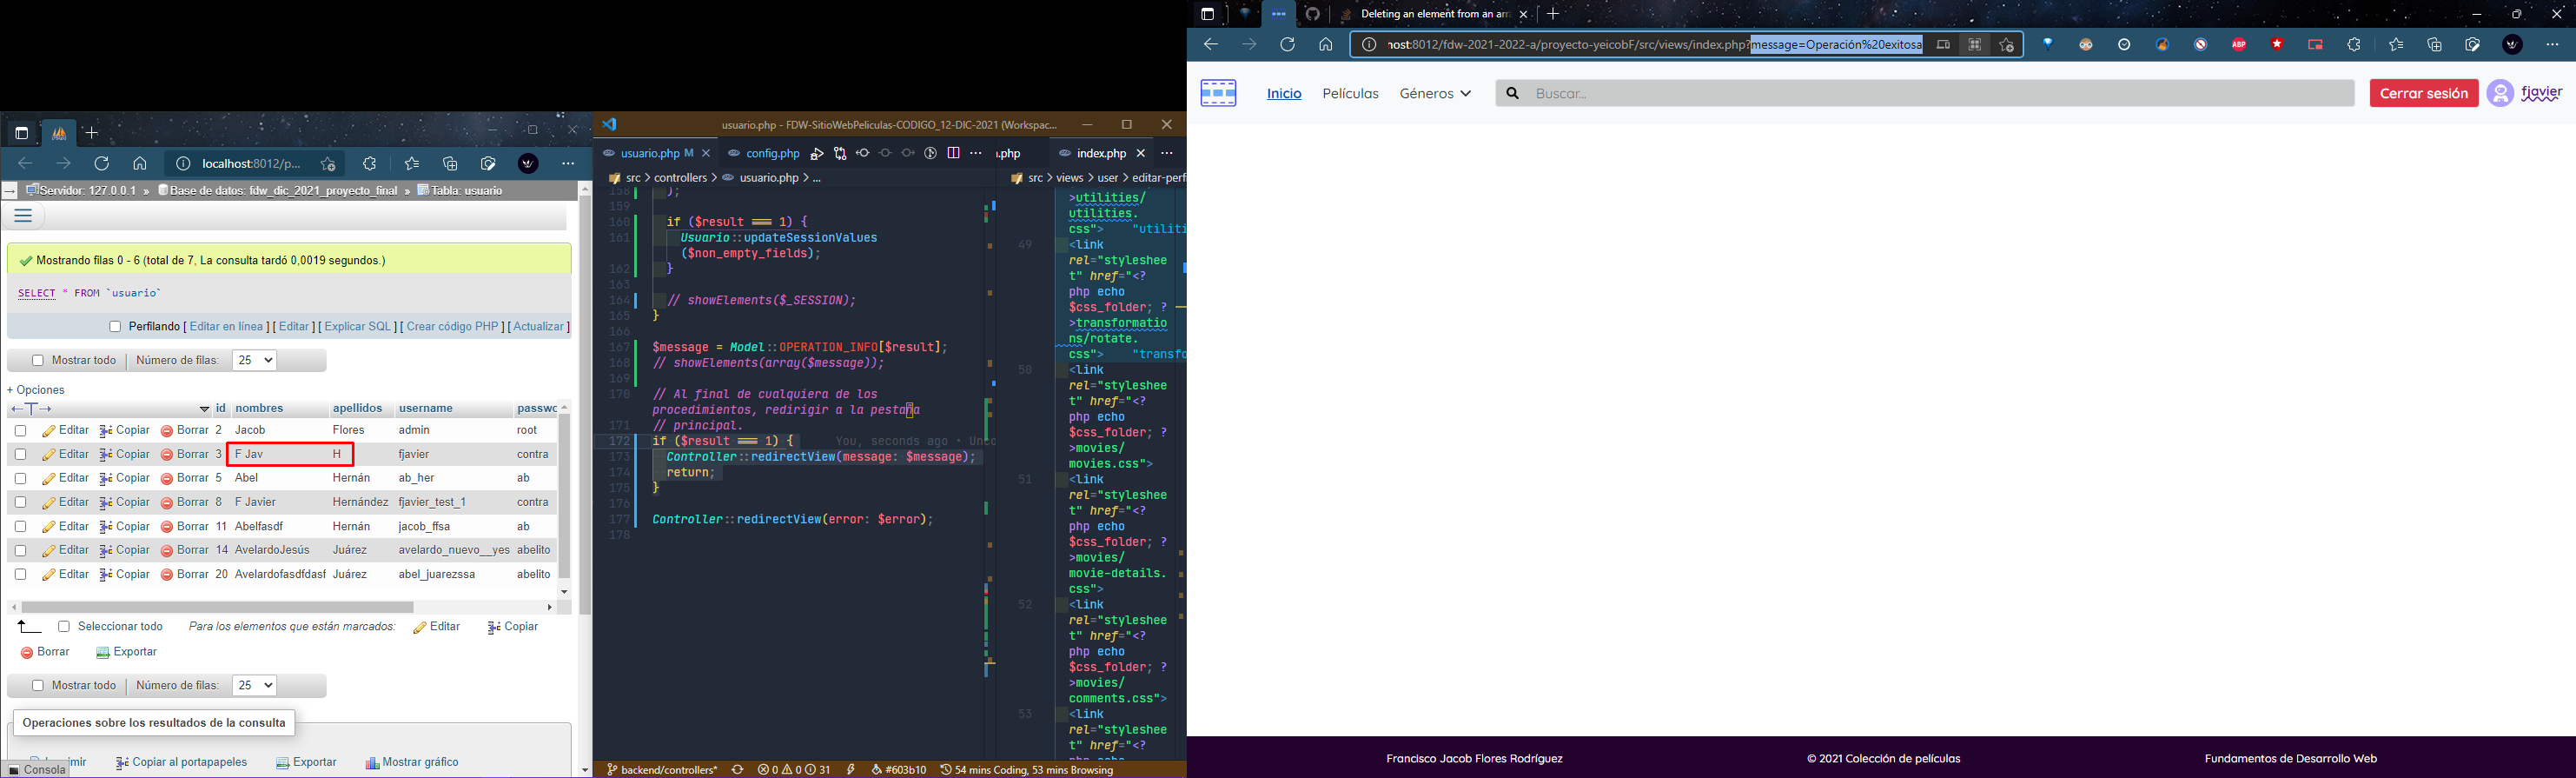 localhost:8012/p...
Servidor: 127.0.0.1 » Base de datos: fdw_dic_2021_proyecto_final » Tabla: usuario
Mostrando filas 0 - 6 (total de 7, La consulta tardó 0,0019 segundos.)
SELECT * FROM `usuario`
Perfilando [ Editar en línea ] [ Editar ] [ Explicar SQL ] [ Crear código PHP ] [ Actualizar ]
Mostrar todo Número de filas: 25
+ Opciones
←T→ id nombres apellidos username passwo
Editar Copiar Borrar 2 Jacob Flores admin root
Editar Copiar Borrar 3 F Jav H fjavier contra
Editar Copiar Borrar 5 Abel Hernán ab_her ab
Editar Copiar Borrar 8 F Javier Hernández fjavier_test_1 contra
Editar Copiar Borrar 11 Abelfasdf Hernán jacob_ffsa ab
Editar Copiar Borrar 14 AvelardoJesús Juárez avelardo_nuevo__yes abelito
Editar Copiar Borrar 20 Avelardofasdfdasf Juárez abel_juarezssa abelito
Seleccionar todo Para los elementos que están marcados: Editar Copiar
Borrar Exportar
Mostrar todo Número de filas: 25
Operaciones sobre los resultados de la consulta
Copiar al portapapeles Exportar Mostrar gráfico
Consola
usuario.php - FDW-SitioWebPeliculas-CODIGO_12-DIC-2021 (Workspac...
usuario.php M config.php
src > controllers > usuario.php > ...
158 );
159
160 if ($result === 1) {
161 Usuario::updateSessionValues
($non_empty_fields);
162 }
163
164 // showElements($_SESSION);
165 }
166
167 $message = Model::OPERATION_INFO[$result];
168 // showElements(array($message));
169
170 // Al final de cualquiera de los
procedimientos, redirigir a la pestaña
171 // principal.
172 if ($result === 1) { You, seconds ago • Unco
173 Controller::redirectView(message: $message);
174 return;
175 }
176
177 Controller::redirectView(error: $error);
178
.php index.php
src > views > user > editar-perf
>utilities/
utilities.
css"> "utiliti
49 <link
rel="styleshee
t" href="<?
php echo
$css_folder; ?
>transformatio
ns/rotate.
css"> "transfo
50 <link
rel="styleshee
t" href="<?
php echo
$css_folder; ?
>movies/
movies.css">
51 <link
rel="styleshee
t" href="<?
php echo
$css_folder; ?
>movies/
movie-details.
css">
52 <link
rel="styleshee
t" href="<?
php echo
$css_folder; ?
>movies/
comments.css">
53 <link
rel="styleshee
t" href="<?
backend/controllers* 0 0 31 #603b10 54 mins Coding, 53 mins Browsing
Deleting an element from an arr
host:8012/fdw-2021-2022-a/proyecto-yeicobF/src/views/index.php?message=Operación%20exitosa
ABP
Inicio Películas Géneros Buscar... Cerrar sesión fjavier
Francisco Jacob Flores Rodríguez © 2021 Colección de películas Fundamentos de Desarrollo Web